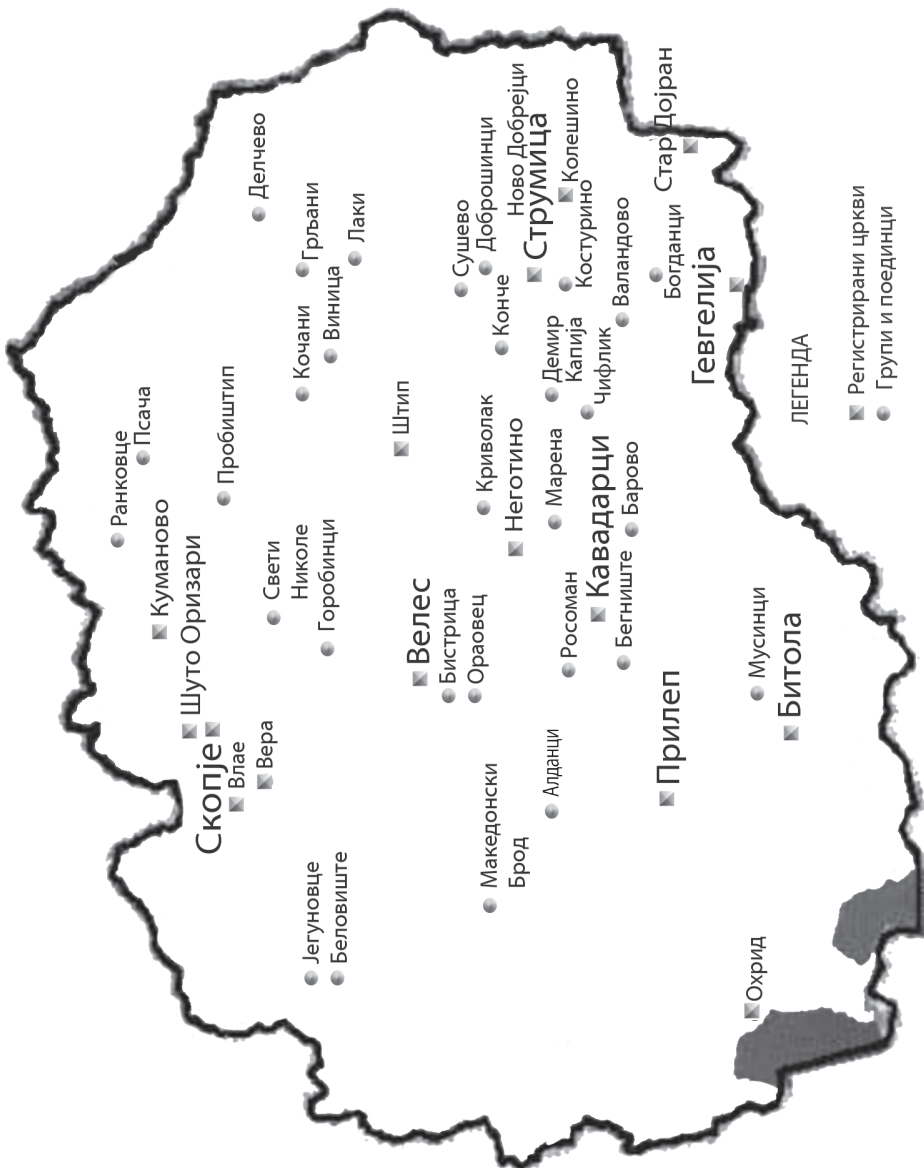 Ранковце
Псача
Куманово
Шуто Оризари
Скопје
Влае
Вера
Пробиштип
Делчево
Свети
Николе
Горобинци
Кочани
Грљани
Виница
Лаки
Јегуновце
Беловиште
Штип
Велес
Бистрица
Ораовец
Криволак
Неготино
Сушево
Доброшинци
Конче
Ново Добрејци
Струмица
Колешино
Костурино
Македонски
Брод
Алданци
Марена
Демир
Капија
Чифлик
Росоман
Кавадарци
Бегниште
Барово
Валандово
Богданци
Стар Дојран
Гевгелија
Прилеп
Мусинци
Битола
Охрид
ЛЕГЕНДА
Регистрирани цркви
Групи и поединци